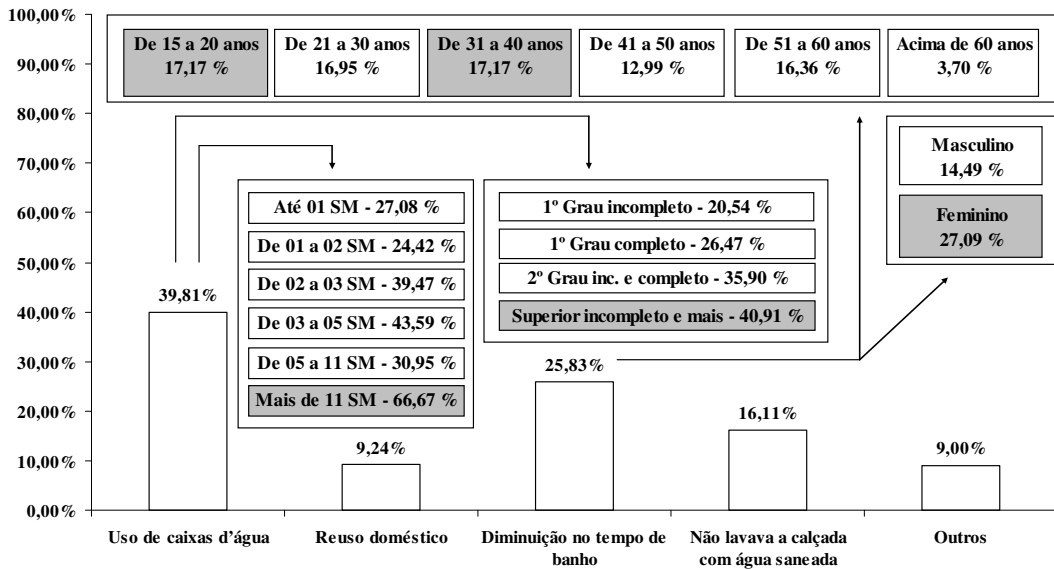 100,00%
90,00%
80,00%
70,00%
60,00%
50,00%
40,00%
30,00%
20,00%
10,00%
0,00%
De 15 a 20 anos
17,17 %
De 21 a 30 anos
16,95 %
De 31 a 40 anos
17,17 %
De 41 a 50 anos
12,99 %
De 51 a 60 anos
16,36 %
Acima de 60 anos
3,70 %
Masculino
14,49 %
Feminino
27,09 %
Até 01 SM - 27,08 %
De 01 a 02 SM - 24,42 %
De 02 a 03 SM - 39,47 %
De 03 a 05 SM - 43,59 %
De 05 a 11 SM - 30,95 %
Mais de 11 SM - 66,67 %
1º Grau incompleto - 20,54 %
1º Grau completo - 26,47 %
2º Grau inc. e completo - 35,90 %
Superior incompleto e mais - 40,91 %
39,81%
9,24%
25,83%
16,11%
9,00%
Uso de caixas d’água
Reuso doméstico
Diminuição no tempo de
banho
Não lavava a calçada
com água saneada
Outros